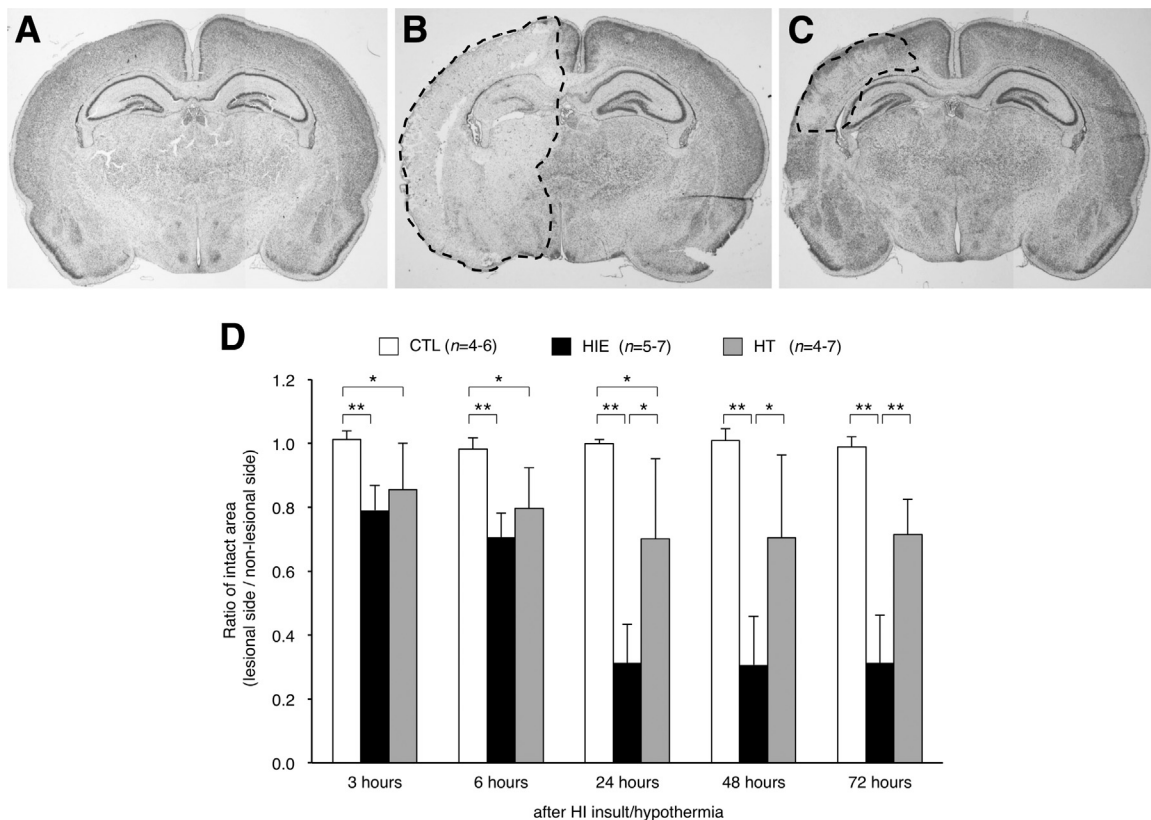 A
B
C
D
CTL (n=4-6)
HIE (n=5-7)
HT (n=4-7)
Ratio of intact area
(lesional side / non-lesional side)
1.2
1.0
0.8
0.6
0.4
0.2
0.0
* ** * ** * ** * ** * ** **
3 hours
6 hours
24 hours
48 hours
72 hours
after HI insult/hypothermia